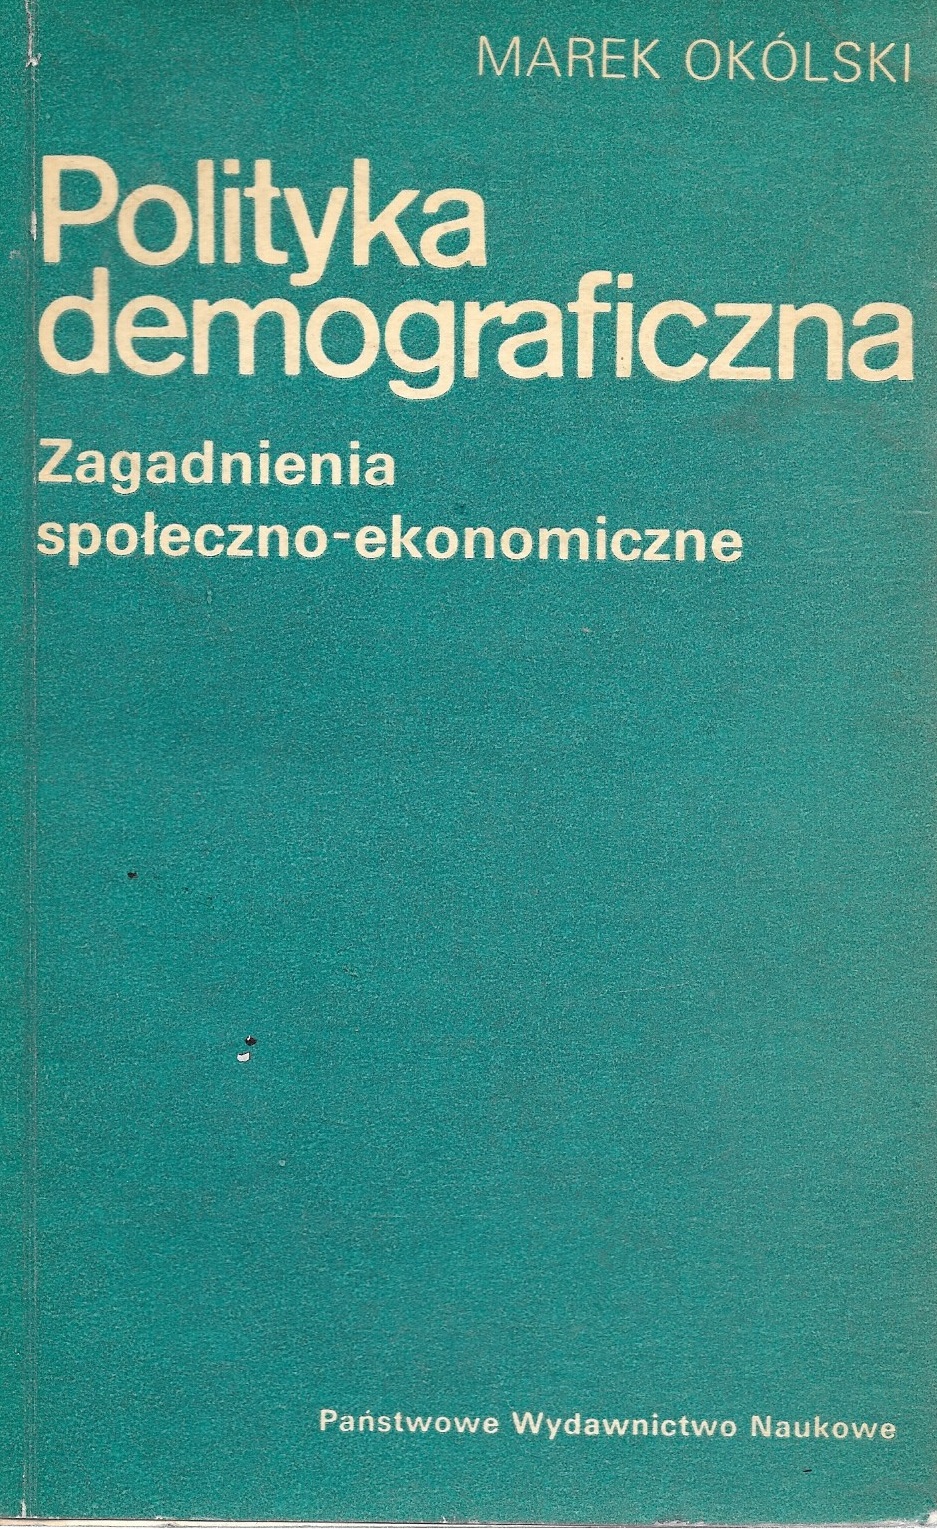 MAREK OKÓLSKI
Polityka
demograficzna
Zagadnienia
społeczno-ekonomiczne
Państwowe Wydawnictwo Naukowe